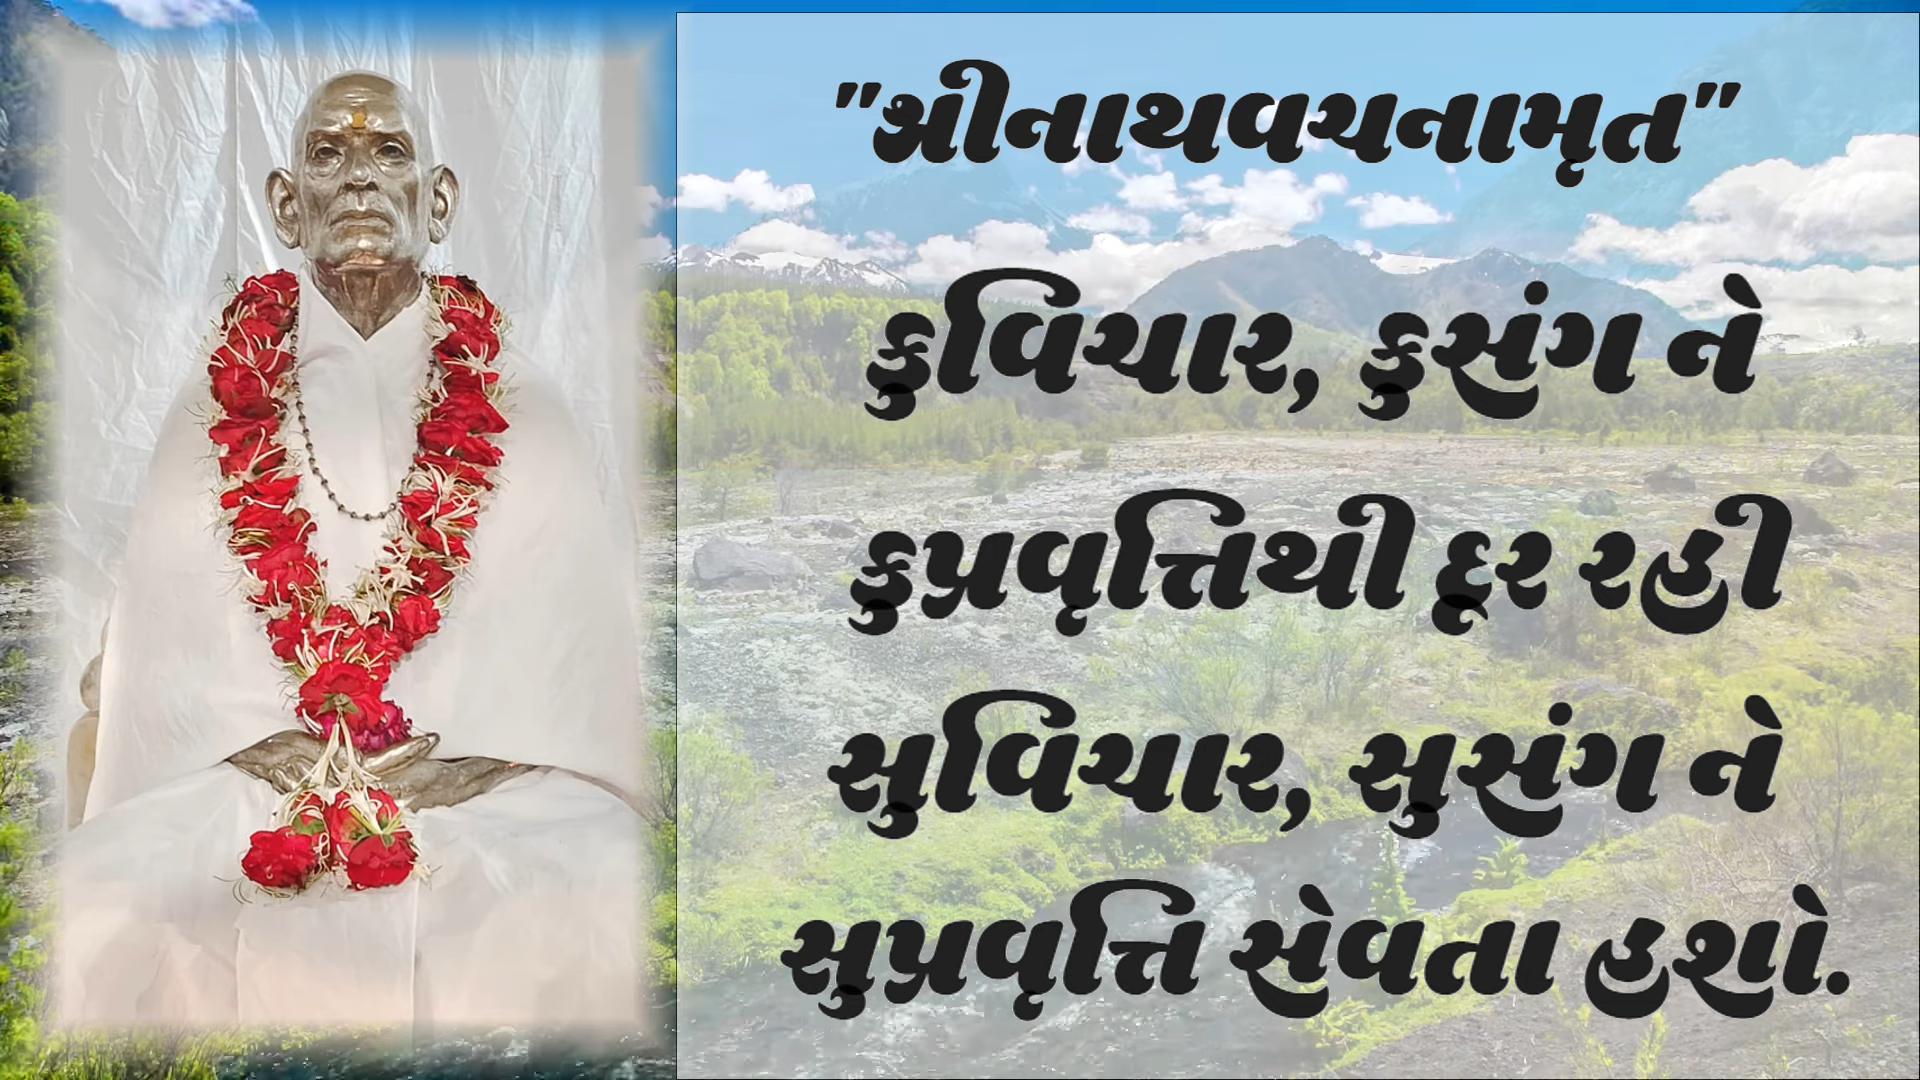 "શ્રીનાથવચનામૃત"
કુવિચાર, કુસંગ ને
કુપ્રવૃત્તિથી દૂર રહી
સુવિચાર, સુસંગ ને
સુપ્રવૃત્તિ સેવતા હશો.